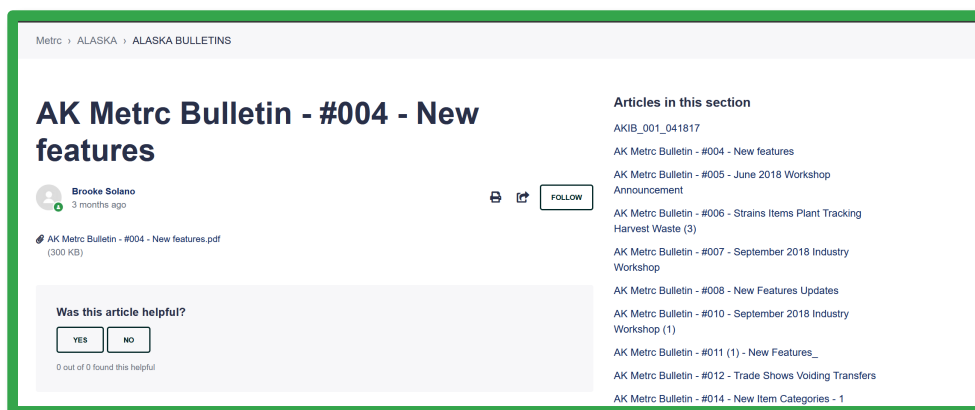 Metrc › ALASKA › ALASKA BULLETINS
AK Metrc Bulletin - #004 - New
features
Brooke Solano
3 months ago
FOLLOW
AK Metrc Bulletin - #004 - New features.pdf
(300 KB)
Was this article helpful?
YES NO
0 out of 0 found this helpful
Articles in this section
AKIB_001_041817
AK Metrc Bulletin - #004 - New features
AK Metrc Bulletin - #005 - June 2018 Workshop
Announcement
AK Metrc Bulletin - #006 - Strains Items Plant Tracking
Harvest Waste (3)
AK Metrc Bulletin - #007 - September 2018 Industry
Workshop
AK Metrc Bulletin - #008 - New Features Updates
AK Metrc Bulletin - #010 - September 2018 Industry
Workshop (1)
AK Metrc Bulletin - #011 (1) - New Features_
AK Metrc Bulletin - #012 - Trade Shows Voiding Transfers
AK Metrc Bulletin - #014 - New Item Categories - 1